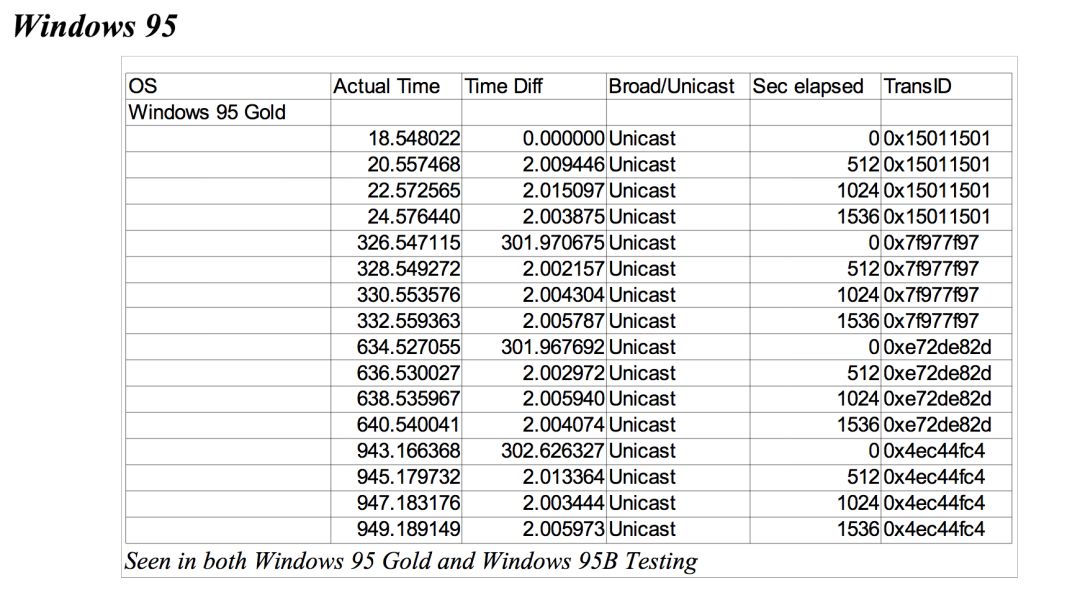 Windows 95
OS Actual Time Time Diff Broad/Unicast Sec elapsed TransID
Windows 95 Gold
18.548022 0.000000 Unicast 0 0x15011501
20.557468 2.009446 Unicast 512 0x15011501
22.572565 2.015097 Unicast 1024 0x15011501
24.576440 2.003875 Unicast 1536 0x15011501
326.547115 301.970675 Unicast 0 0x7f977f97
328.549272 2.002157 Unicast 512 0x7f977f97
330.553576 2.004304 Unicast 1024 0x7f977f97
332.559363 2.005787 Unicast 1536 0x7f977f97
634.527055 301.967692 Unicast 0 0xe72de82d
636.530027 2.002972 Unicast 512 0xe72de82d
638.535967 2.005940 Unicast 1024 0xe72de82d
640.540041 2.004074 Unicast 1536 0xe72de82d
943.166368 302.626327 Unicast 0 0x4ec44fc4
945.179732 2.013364 Unicast 512 0x4ec44fc4
947.183176 2.003444 Unicast 1024 0x4ec44fc4
949.189149 2.005973 Unicast 1536 0x4ec44fc4
Seen in both Windows 95 Gold and Windows 95B Testing